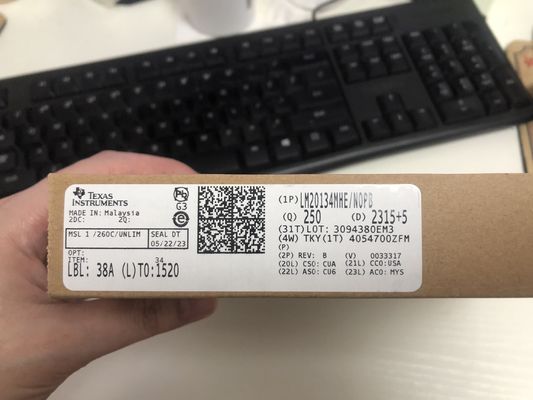 TEXAS
INSTRUMENTS
MADE IN: Malaysia
2DC: 2Q:
MSL 1 /260C/UNLIM
SEAL DT
05/22/23
OPT:
ITEM: 34
LBL: 38A (L)TO:1520
Pb
G3
(1P) LM20134MHE/NOPB
(Q) 250 (D) 2315+5
(31T)LOT: 3094380EM3
(4W) TKY(1T) 4054700ZFM
(P)
(2P) REV: B (V) 0033317
(20L) CSO: CUA (21L) CCO:USA
(22L) ASO: CU6 (23L) ACO: MYS